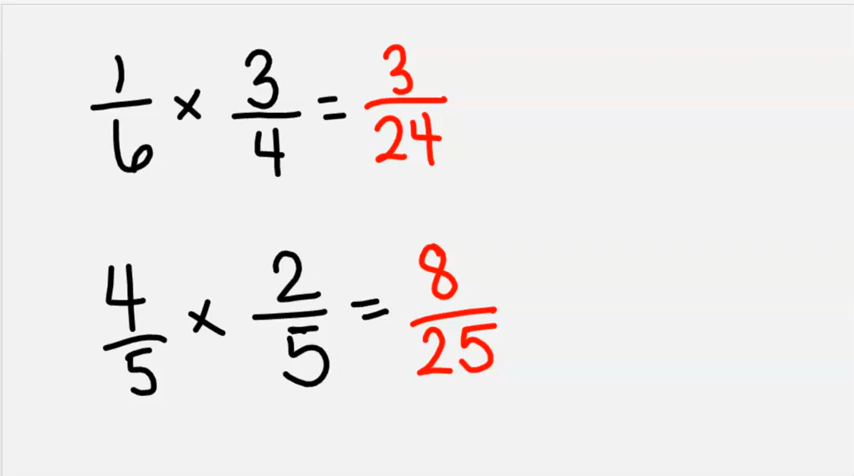 1/6 × 3/4 = 3/24
4/5 × 2/5 = 8/25